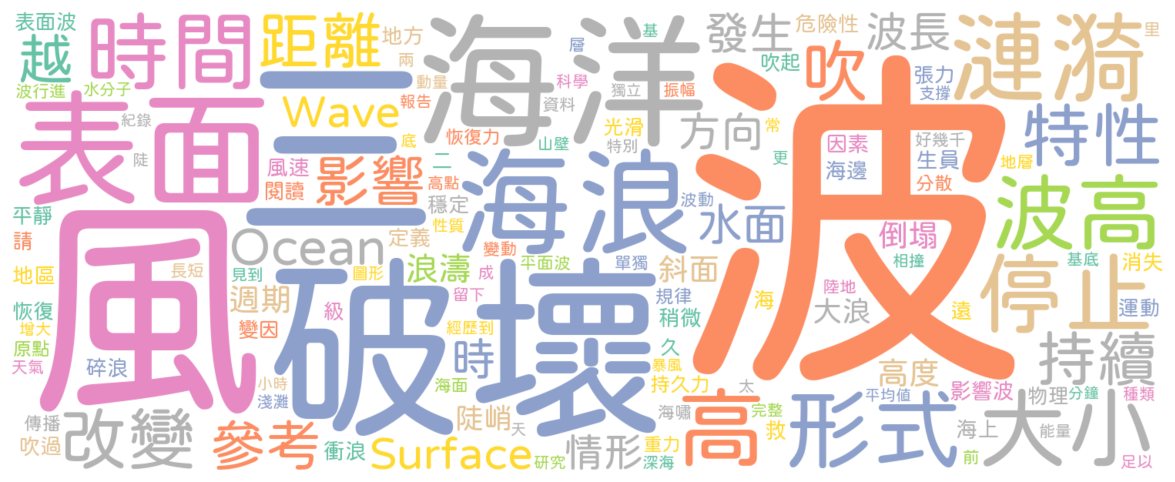 表面波
越
時間
距離
地方
兩
層
基
海洋
發生
危險性
波長
漣漪
里
波行進
水分子
三
Wave
動量
報告
科學
資料
獨立
振幅
吹起
吹
張力
支撐
表面
紀錄
陡
風速
閱讀
影響
底
恢復力
山壁
光滑
特別
方向
常
更
因素
海邊
好幾千
生員
分散
地層
特性
二
高點
穩定
性質
海浪
波動
水面
波
波高
平靜
請
風
Ocean
定義
變動
平面波
單獨
斜面
倒塌
相撞
陸地
基底
消失
停止
地區
長短
見到
圖形
浪濤
成
留下
規律
稍微
海
大浪
遠
運動
恢復
增大
原點
天氣
週期
變因
級
破壞
時
經歷到
久
暴風
持久力
高度
持續
碎浪
小時
淺灘
海面
陡峭
天
海嘯
太
完整
救
平均值
影響波
物理
分鐘
種類
傳播
吹過
改變
參考
衝浪
Surface
研究
情形
重力
深海
高
形式
海上
前
大小
能量
足以